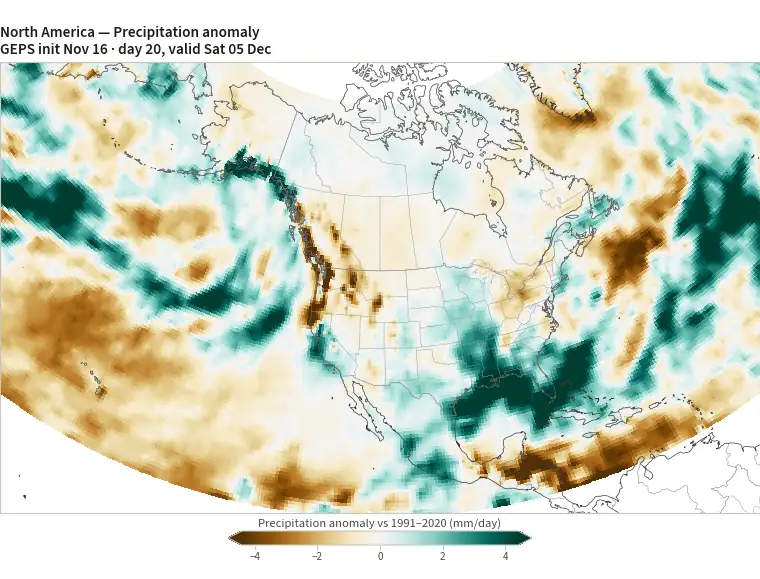 North America — Precipitation anomaly
GEPS init Nov 16 · day 20, valid Sat 05 Dec
Precipitation anomaly vs 1991–2020 (mm/day)
−4 −2 0 2 4